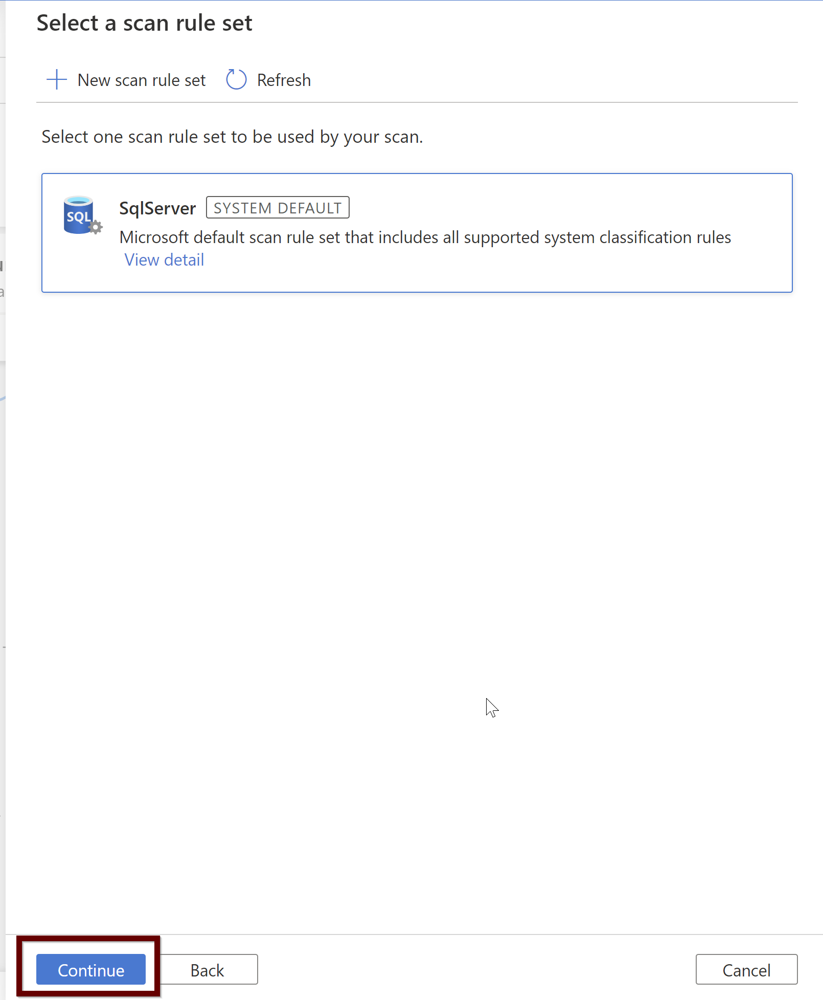 Select a scan rule set
New scan rule set Refresh
Select one scan rule set to be used by your scan.
SQL
SqlServer SYSTEM DEFAULT
Microsoft default scan rule set that includes all supported system classification rules
View detail
Continue Back Cancel